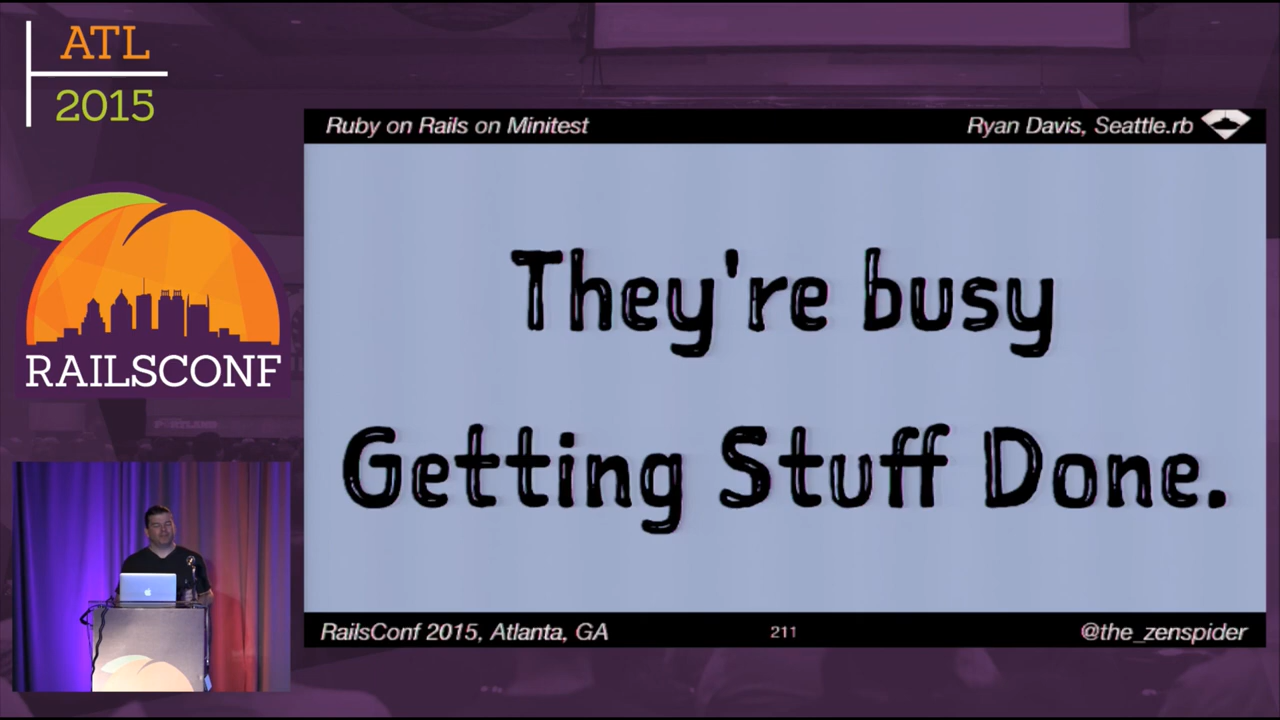 ATL
2015
RAILSCONF
Ruby on Rails on Minitest
Ryan Davis, Seattle.rb
They're busy
Getting Stuff Done.
RailsConf 2015, Atlanta, GA
211
@the_zenspider